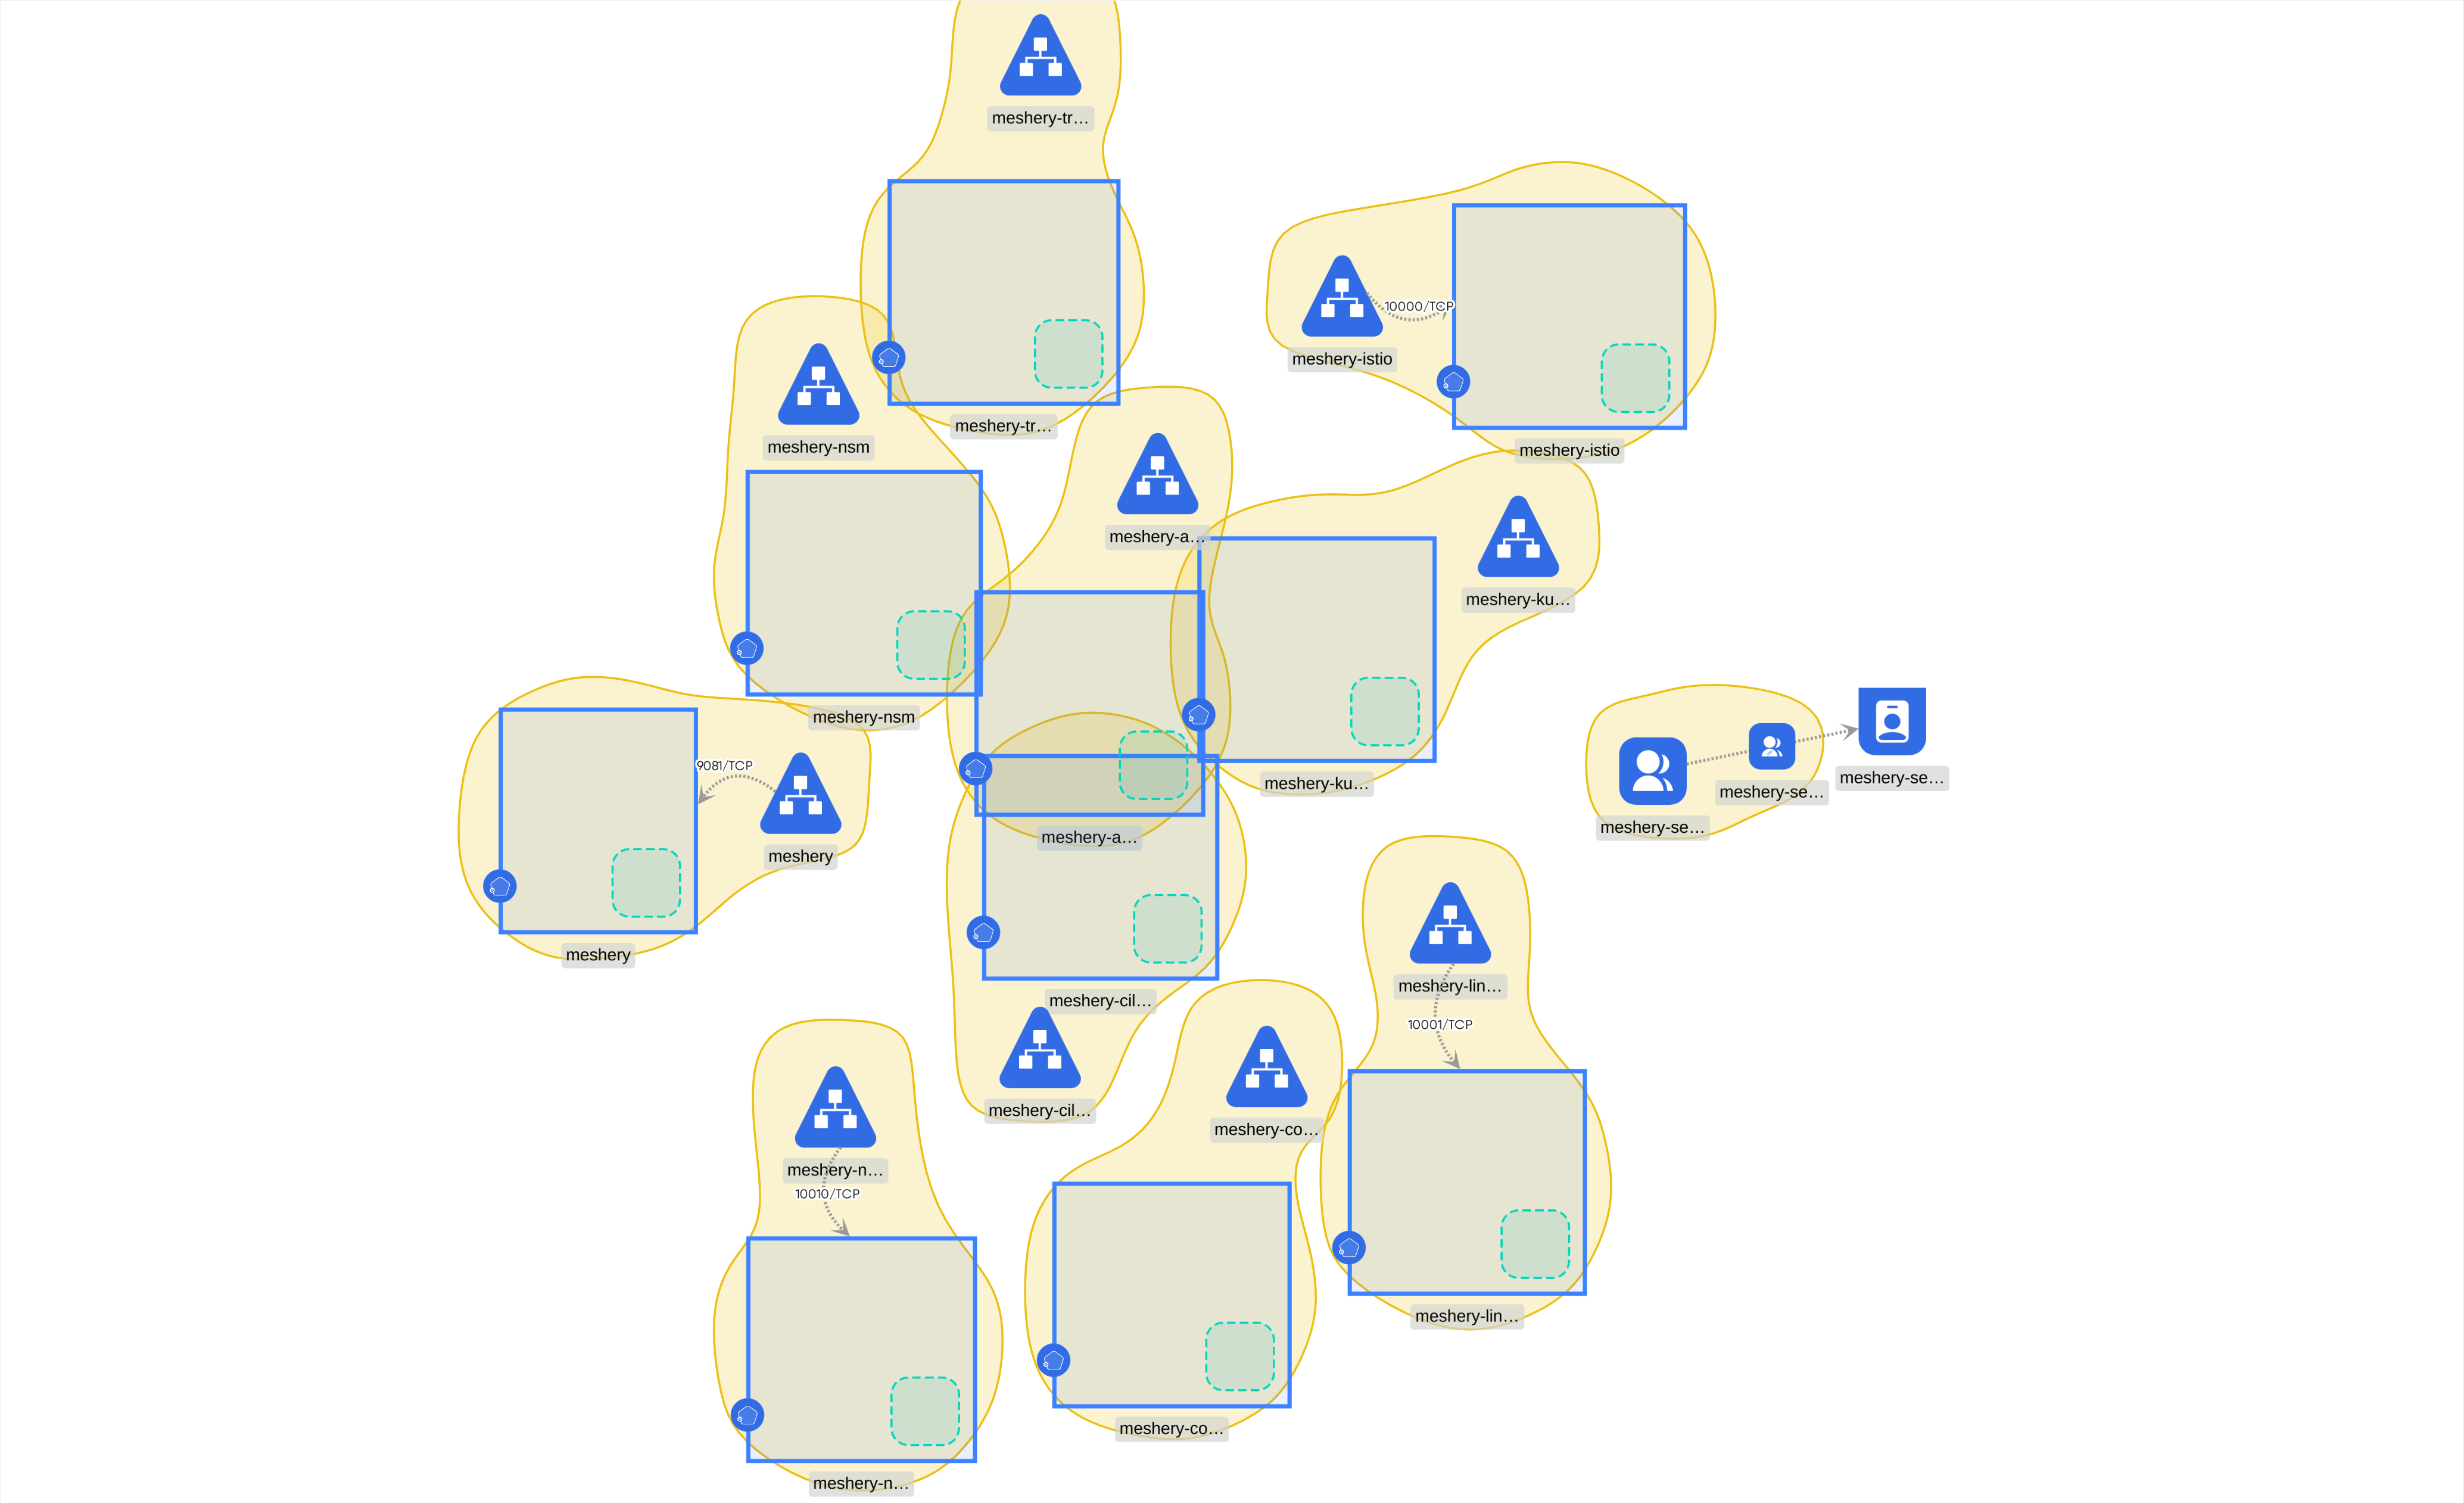 meshery-tr…
meshery-tr…
10000/TCP
meshery-istio
meshery-istio
meshery-nsm
meshery-nsm
meshery-a…
meshery-a…
meshery-ku…
meshery-ku…
9081/TCP
meshery
meshery
meshery-se…
meshery-se…
meshery-se…
meshery-cil…
meshery-cil…
meshery-lin…
10001/TCP
meshery-lin…
meshery-co…
meshery-co…
meshery-n…
10010/TCP
meshery-n…